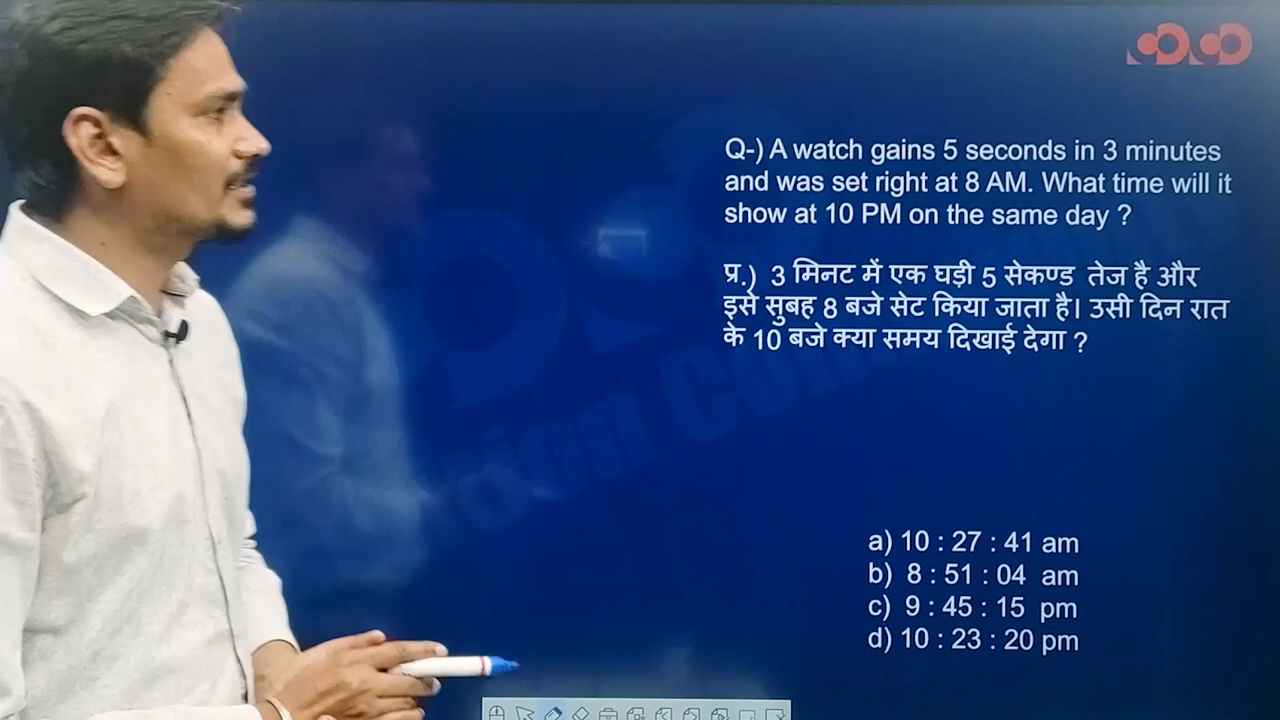 Q-) A watch gains 5 seconds in 3 minutes
and was set right at 8 AM. What time will it
show at 10 PM on the same day ?
प्र.) 3 मिनट में एक घड़ी 5 सेकण्ड तेज है और
इसे सुबह 8 बजे सेट किया जाता है। उसी दिन रात
के 10 बजे क्या समय दिखाई देगा ?
a) 10 : 27 : 41 am
b) 8 : 51 : 04 am
c) 9 : 45 : 15 pm
d) 10 : 23 : 20 pm